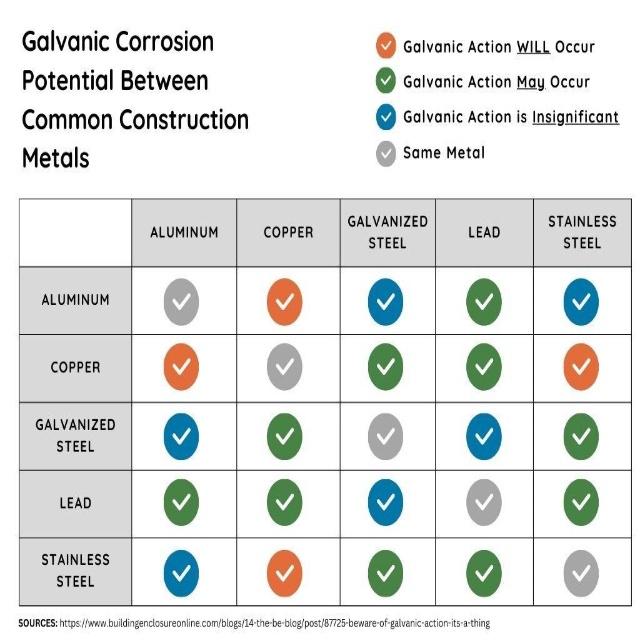 Galvanic Corrosion
Potential Between
Common Construction
Metals
Galvanic Action WILL Occur
Galvanic Action May Occur
Galvanic Action is Insignificant
Same Metal
ALUMINUM
COPPER
GALVANIZED
STEEL
LEAD
STAINLESS
STEEL
ALUMINUM
COPPER
GALVANIZED
STEEL
LEAD
STAINLESS
STEEL
SOURCES: https://www.buildingenclosureonline.com/blogs/14-the-be-blog/post/87725-beware-of-galvanic-action-its-a-thing